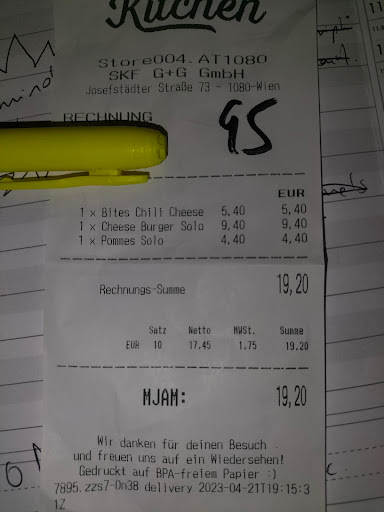 Kitchen
Store004.AT1080
SKF G+G GmbH
Josefstädter Straße 73 - 1080-Wien
RECHNUNG
95
EUR
1 x Bites Chili Cheese 5,40 5,40
1 x Cheese Burger Solo 9,40 9,40
1 x Pommes Solo 4,40 4,40
Rechnungs-Summe 19,20
Satz Netto MWSt. Summe
EUR 10 17.45 1.75 19.20
MJAM: 19,20
Wir danken für deinen Besuch
und freuen uns auf ein Wiedersehen!
Gedruckt auf BPA-freiem Papier :)
7895.zzs7-0n38 delivery 2023-04-21T19:15:3
1Z